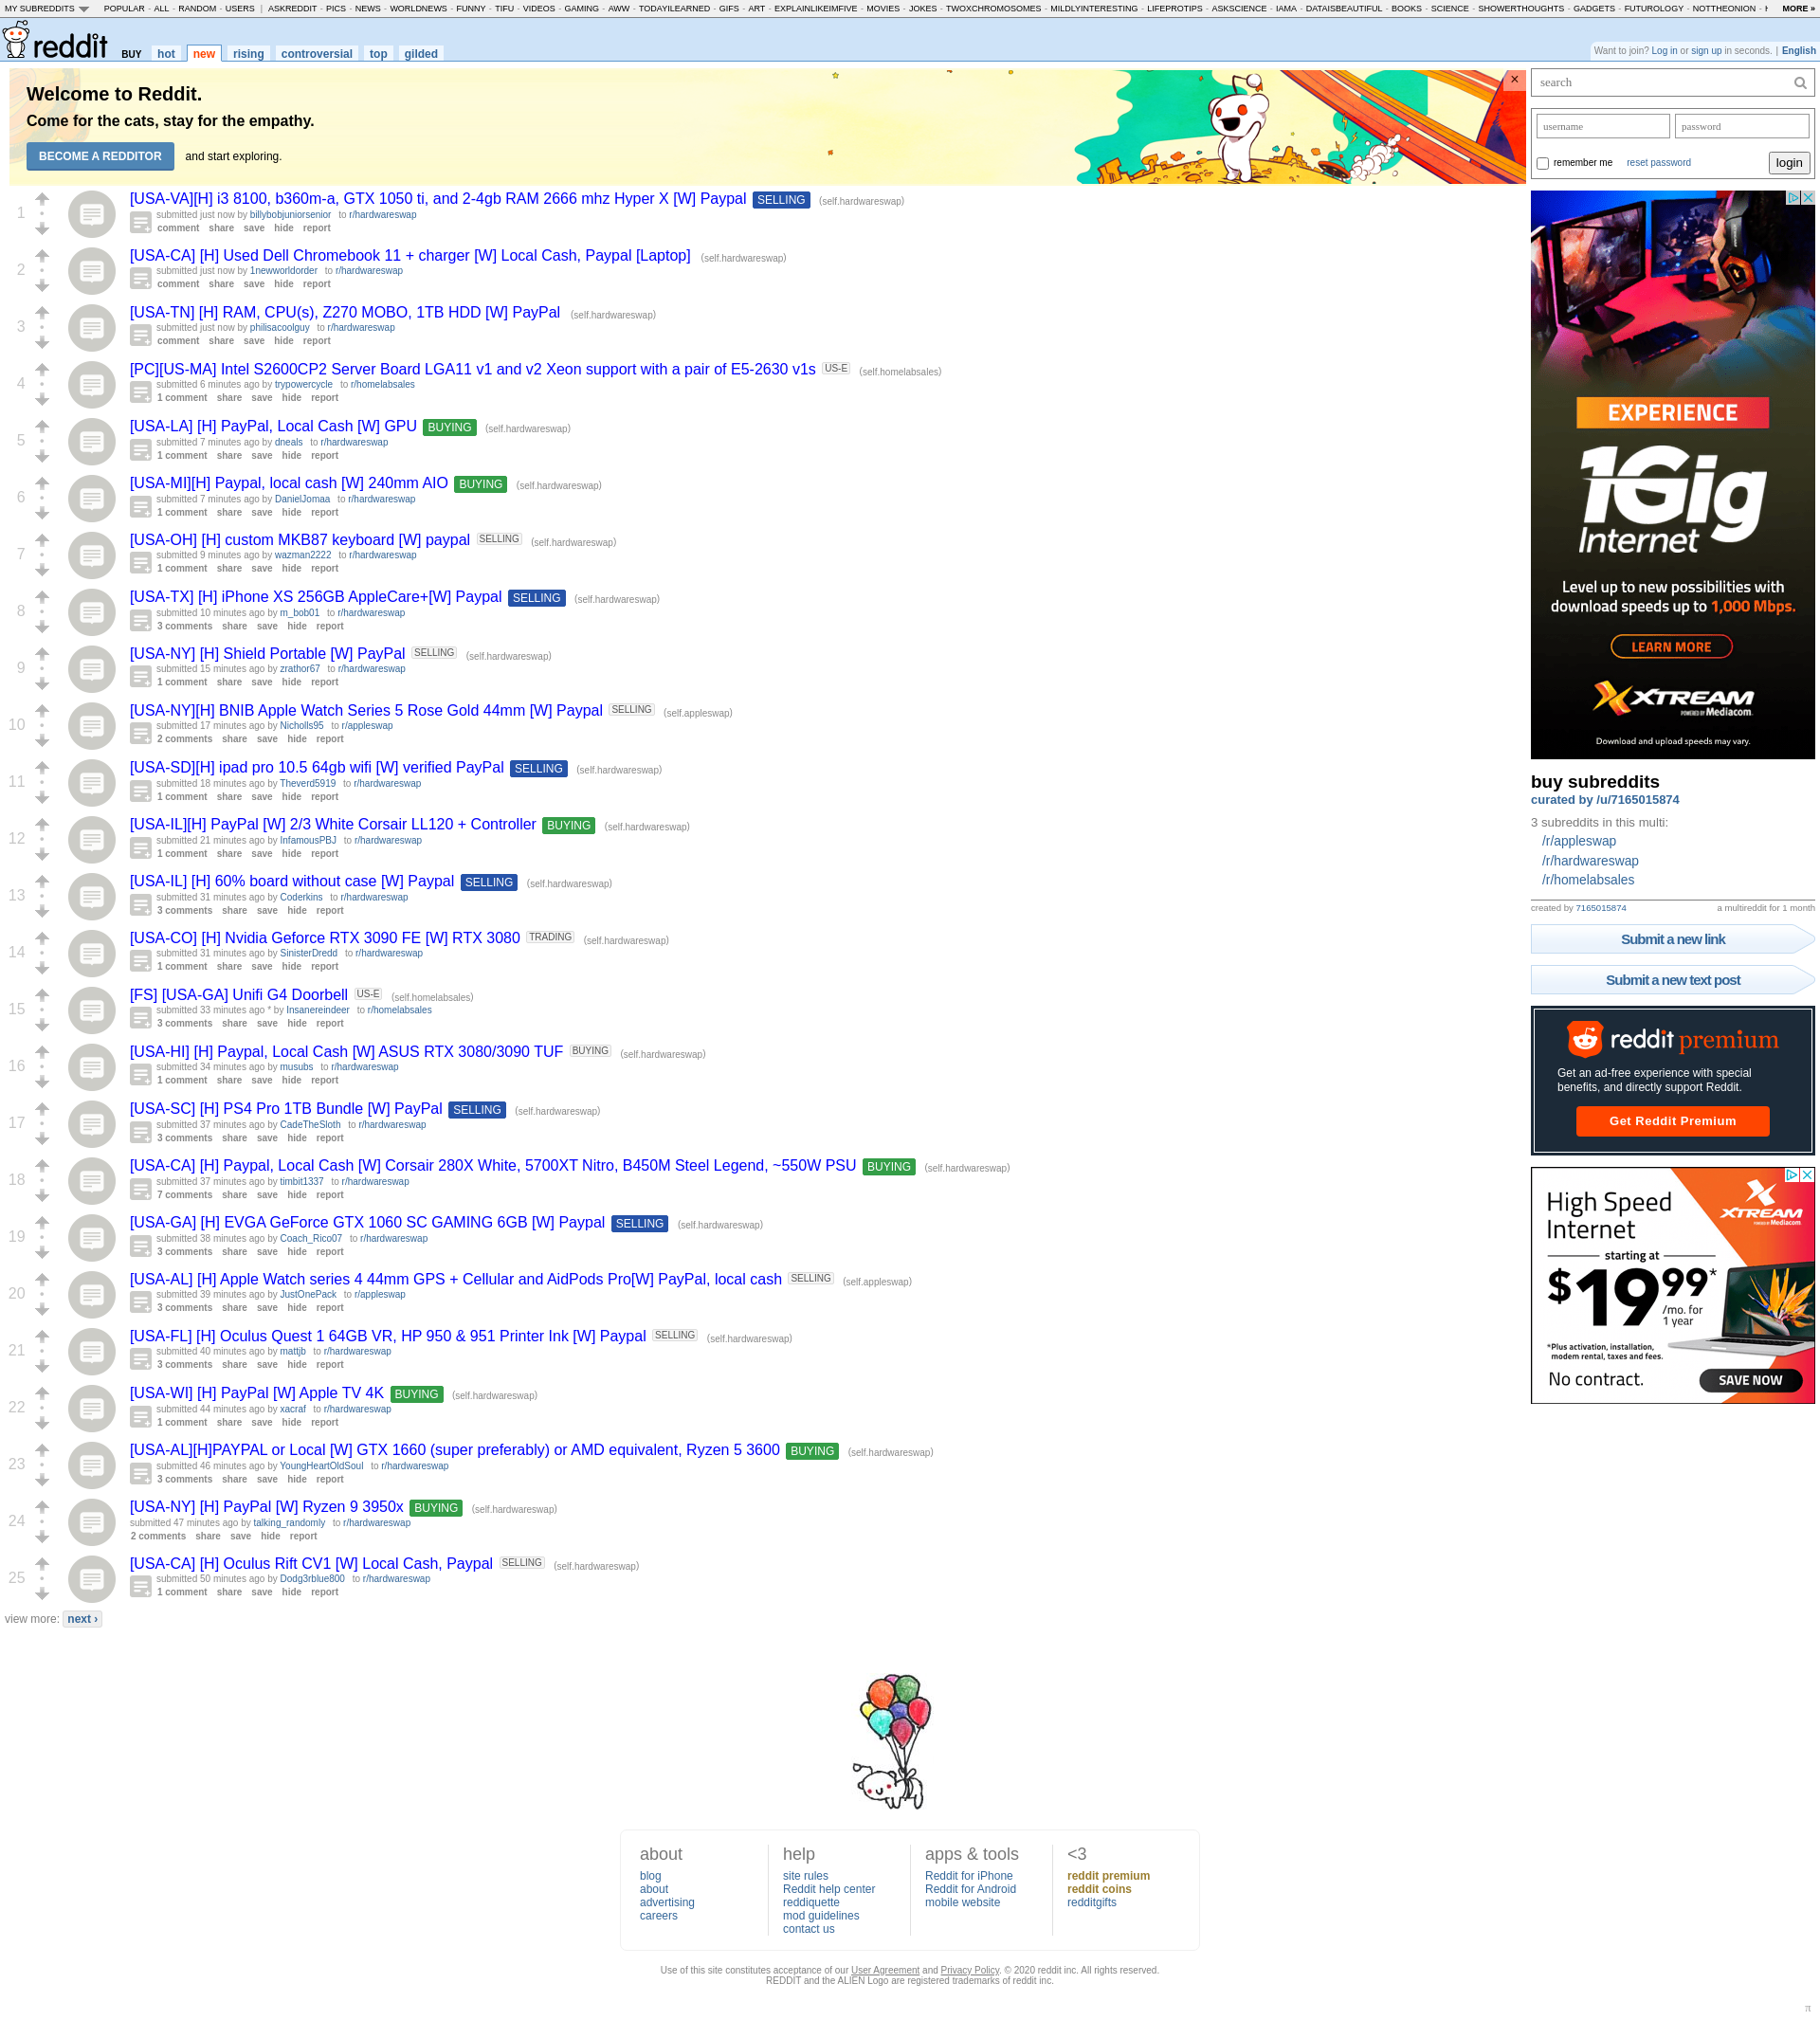 MY SUBREDDITS POPULAR - ALL - RANDOM - USERS | ASKREDDIT - PICS - NEWS - WORLDNEWS - FUNNY - TIFU - VIDEOS - GAMING - AWW - TODAYILEARNED - GIFS - ART - EXPLAINLIKEIMFIVE - MOVIES - JOKES - TWOXCHROMOSOMES - MILDLYINTERESTING - LIFEPROTIPS - ASKSCIENCE - IAMA - DATAISBEAUTIFUL - BOOKS - SCIENCE - SHOWERTHOUGHTS - GADGETS - FUTUROLOGY - NOTTHEONION - MORE »
reddit BUY hot new rising controversial top gilded
Want to join? Log in or sign up in seconds. | English
Welcome to Reddit.
Come for the cats, stay for the empathy.
BECOME A REDDITOR and start exploring.
×
1
[USA-VA][H] i3 8100, b360m-a, GTX 1050 ti, and 2-4gb RAM 2666 mhz Hyper X [W] Paypal SELLING (self.hardwareswap)
submitted just now by billybobjuniorsenior to r/hardwareswap
comment share save hide report
2
[USA-CA] [H] Used Dell Chromebook 11 + charger [W] Local Cash, Paypal [Laptop] (self.hardwareswap)
submitted just now by 1newworldorder to r/hardwareswap
comment share save hide report
3
[USA-TN] [H] RAM, CPU(s), Z270 MOBO, 1TB HDD [W] PayPal (self.hardwareswap)
submitted just now by philisacoolguy to r/hardwareswap
comment share save hide report
4
[PC][US-MA] Intel S2600CP2 Server Board LGA11 v1 and v2 Xeon support with a pair of E5-2630 v1s US-E (self.homelabsales)
submitted 6 minutes ago by trypowercycle to r/homelabsales
1 comment share save hide report
5
[USA-LA] [H] PayPal, Local Cash [W] GPU BUYING (self.hardwareswap)
submitted 7 minutes ago by dneals to r/hardwareswap
1 comment share save hide report
6
[USA-MI][H] Paypal, local cash [W] 240mm AIO BUYING (self.hardwareswap)
submitted 7 minutes ago by DanielJomaa to r/hardwareswap
1 comment share save hide report
7
[USA-OH] [H] custom MKB87 keyboard [W] paypal SELLING (self.hardwareswap)
submitted 9 minutes ago by wazman2222 to r/hardwareswap
1 comment share save hide report
8
[USA-TX] [H] iPhone XS 256GB AppleCare+[W] Paypal SELLING (self.hardwareswap)
submitted 10 minutes ago by m_bob01 to r/hardwareswap
3 comments share save hide report
9
[USA-NY] [H] Shield Portable [W] PayPal SELLING (self.hardwareswap)
submitted 15 minutes ago by zrathor67 to r/hardwareswap
1 comment share save hide report
10
[USA-NY][H] BNIB Apple Watch Series 5 Rose Gold 44mm [W] Paypal SELLING (self.appleswap)
submitted 17 minutes ago by Nicholls95 to r/appleswap
2 comments share save hide report
11
[USA-SD][H] ipad pro 10.5 64gb wifi [W] verified PayPal SELLING (self.hardwareswap)
submitted 18 minutes ago by Theverd5919 to r/hardwareswap
1 comment share save hide report
12
[USA-IL][H] PayPal [W] 2/3 White Corsair LL120 + Controller BUYING (self.hardwareswap)
submitted 21 minutes ago by InfamousPBJ to r/hardwareswap
1 comment share save hide report
13
[USA-IL] [H] 60% board without case [W] Paypal SELLING (self.hardwareswap)
submitted 31 minutes ago by Coderkins to r/hardwareswap
3 comments share save hide report
14
[USA-CO] [H] Nvidia Geforce RTX 3090 FE [W] RTX 3080 TRADING (self.hardwareswap)
submitted 31 minutes ago by SinisterDredd to r/hardwareswap
1 comment share save hide report
15
[FS] [USA-GA] Unifi G4 Doorbell US-E (self.homelabsales)
submitted 33 minutes ago * by Insanereindeer to r/homelabsales
3 comments share save hide report
16
[USA-HI] [H] Paypal, Local Cash [W] ASUS RTX 3080/3090 TUF BUYING (self.hardwareswap)
submitted 34 minutes ago by musubs to r/hardwareswap
1 comment share save hide report
17
[USA-SC] [H] PS4 Pro 1TB Bundle [W] PayPal SELLING (self.hardwareswap)
submitted 37 minutes ago by CadeTheSloth to r/hardwareswap
3 comments share save hide report
18
[USA-CA] [H] Paypal, Local Cash [W] Corsair 280X White, 5700XT Nitro, B450M Steel Legend, ~550W PSU BUYING (self.hardwareswap)
submitted 37 minutes ago by timbit1337 to r/hardwareswap
7 comments share save hide report
19
[USA-GA] [H] EVGA GeForce GTX 1060 SC GAMING 6GB [W] Paypal SELLING (self.hardwareswap)
submitted 38 minutes ago by Coach_Rico07 to r/hardwareswap
3 comments share save hide report
20
[USA-AL] [H] Apple Watch series 4 44mm GPS + Cellular and AidPods Pro[W] PayPal, local cash SELLING (self.appleswap)
submitted 39 minutes ago by JustOnePack to r/appleswap
3 comments share save hide report
21
[USA-FL] [H] Oculus Quest 1 64GB VR, HP 950 & 951 Printer Ink [W] Paypal SELLING (self.hardwareswap)
submitted 40 minutes ago by mattjb to r/hardwareswap
3 comments share save hide report
22
[USA-WI] [H] PayPal [W] Apple TV 4K BUYING (self.hardwareswap)
submitted 44 minutes ago by xacraf to r/hardwareswap
1 comment share save hide report
23
[USA-AL][H]PAYPAL or Local [W] GTX 1660 (super preferably) or AMD equivalent, Ryzen 5 3600 BUYING (self.hardwareswap)
submitted 46 minutes ago by YoungHeartOldSoul to r/hardwareswap
3 comments share save hide report
24
[USA-NY] [H] PayPal [W] Ryzen 9 3950x BUYING (self.hardwareswap)
submitted 47 minutes ago by talking_randomly to r/hardwareswap
2 comments share save hide report
25
[USA-CA] [H] Oculus Rift CV1 [W] Local Cash, Paypal SELLING (self.hardwareswap)
submitted 50 minutes ago by Dodg3rblue800 to r/hardwareswap
1 comment share save hide report
view more: next ›
search
username password
remember me reset password login
EXPERIENCE
1Gig
Internet
Level up to new possibilities with
download speeds up to 1,000 Mbps.
LEARN MORE
XTREAM
POWERED BY Mediacom
Download and upload speeds may vary.
buy subreddits
curated by /u/7165015874
3 subreddits in this multi:
/r/appleswap
/r/hardwareswap
/r/homelabsales
created by 7165015874 a multireddit for 1 month
Submit a new link
Submit a new text post
reddit premium
Get an ad-free experience with special
benefits, and directly support Reddit.
Get Reddit Premium
High Speed
Internet
XTREAM
POWERED BY Mediacom
starting at
$19.99*
/mo. for
1 year
*Plus activation, installation,
modem rental, taxes and fees.
No contract. SAVE NOW
about
blog
about
advertising
careers
help
site rules
Reddit help center
reddiquette
mod guidelines
contact us
apps & tools
Reddit for iPhone
Reddit for Android
mobile website
<3
reddit premium
reddit coins
redditgifts
Use of this site constitutes acceptance of our User Agreement and Privacy Policy. © 2020 reddit inc. All rights reserved.
REDDIT and the ALIEN Logo are registered trademarks of reddit inc.
π